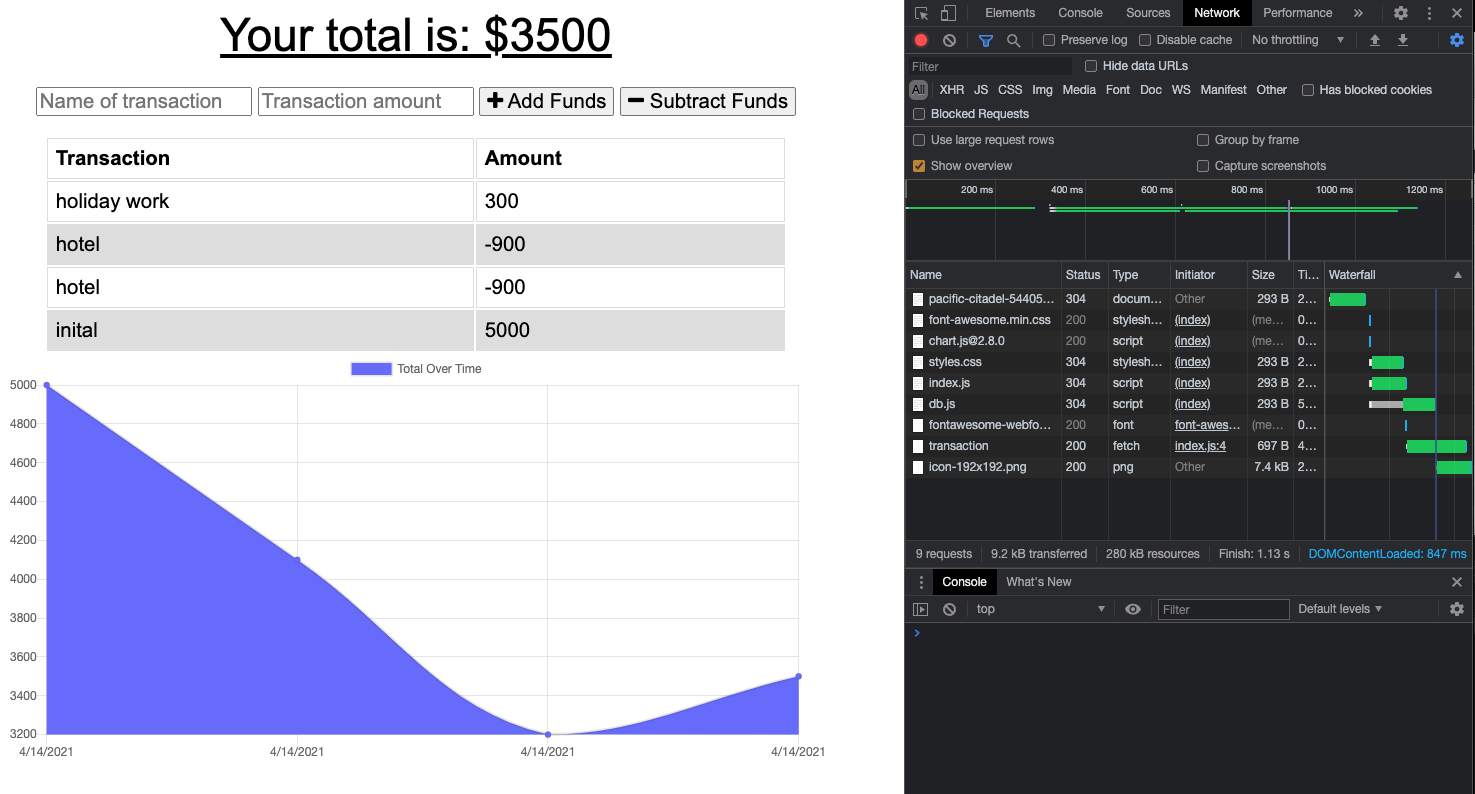 Your total is: $3500
Name of transaction Transaction amount Add Funds Subtract Funds
Transaction Amount
holiday work 300
hotel -900
hotel -900
inital 5000
Total Over Time
5000
4800
4600
4400
4200
4000
3800
3600
3400
3200
4/14/2021 4/14/2021 4/14/2021 4/14/2021
Elements Console Sources Network Performance »
Preserve log Disable cache No throttling
Filter Hide data URLs
All XHR JS CSS Img Media Font Doc WS Manifest Other Has blocked cookies
Blocked Requests
Use large request rows Group by frame
Show overview Capture screenshots
200 ms 400 ms 600 ms 800 ms 1000 ms 1200 ms
Name Status Type Initiator Size Ti... Waterfall
pacific-citadel-54405... 304 docum... Other 293 B 2...
font-awesome.min.css 200 stylesh... (index) (me... 0...
chart.js@2.8.0 200 script (index) (me... 0...
styles.css 304 stylesh... (index) 293 B 2...
index.js 304 script (index) 293 B 2...
db.js 304 script (index) 293 B 5...
fontawesome-webfo... 200 font font-awes... (me... 0...
transaction 200 fetch index.js:4 697 B 4...
icon-192x192.png 200 png Other 7.4 kB 2...
9 requests 9.2 kB transferred 280 kB resources Finish: 1.13 s DOMContentLoaded: 847 ms
Console What's New
top Filter Default levels